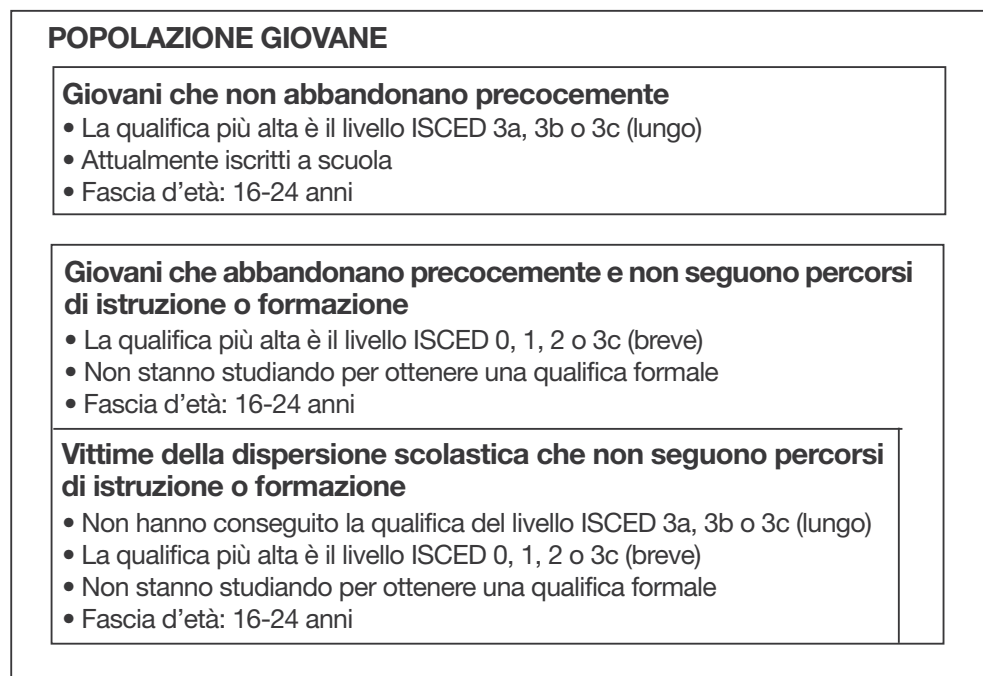 POPOLAZIONE GIOVANE
Giovani che non abbandonano precocemente
• La qualifica più alta è il livello ISCED 3a, 3b o 3c (lungo)
• Attualmente iscritti a scuola
• Fascia d’età: 16-24 anni
Giovani che abbandonano precocemente e non seguono percorsi
di istruzione o formazione
• La qualifica più alta è il livello ISCED 0, 1, 2 o 3c (breve)
• Non stanno studiando per ottenere una qualifica formale
• Fascia d’età: 16-24 anni
Vittime della dispersione scolastica che non seguono percorsi
di istruzione o formazione
• Non hanno conseguito la qualifica del livello ISCED 3a, 3b o 3c (lungo)
• La qualifica più alta è il livello ISCED 0, 1, 2 o 3c (breve)
• Non stanno studiando per ottenere una qualifica formale
• Fascia d’età: 16-24 anni